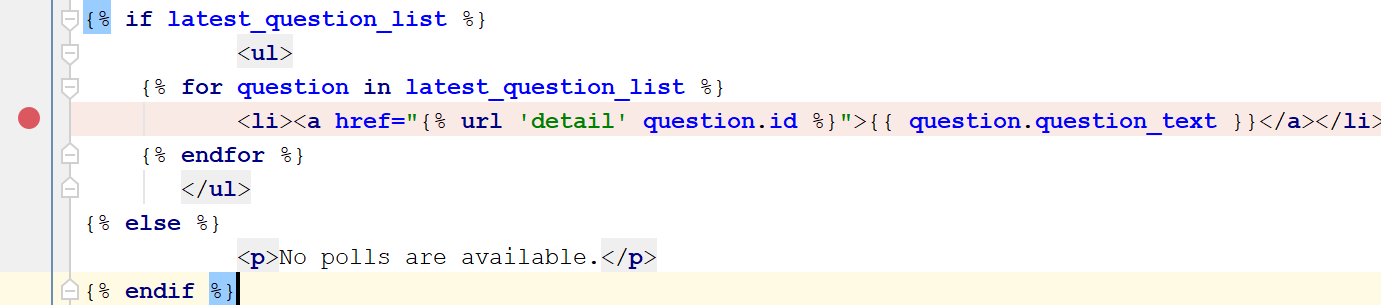 {% if latest_question_list %}
<ul>
{% for question in latest_question_list %}
<li><a href="{% url 'detail' question.id %}">{{ question.question_text }}</a></li>
{% endfor %}
</ul>
{% else %}
<p>No polls are available.</p>
{% endif %}